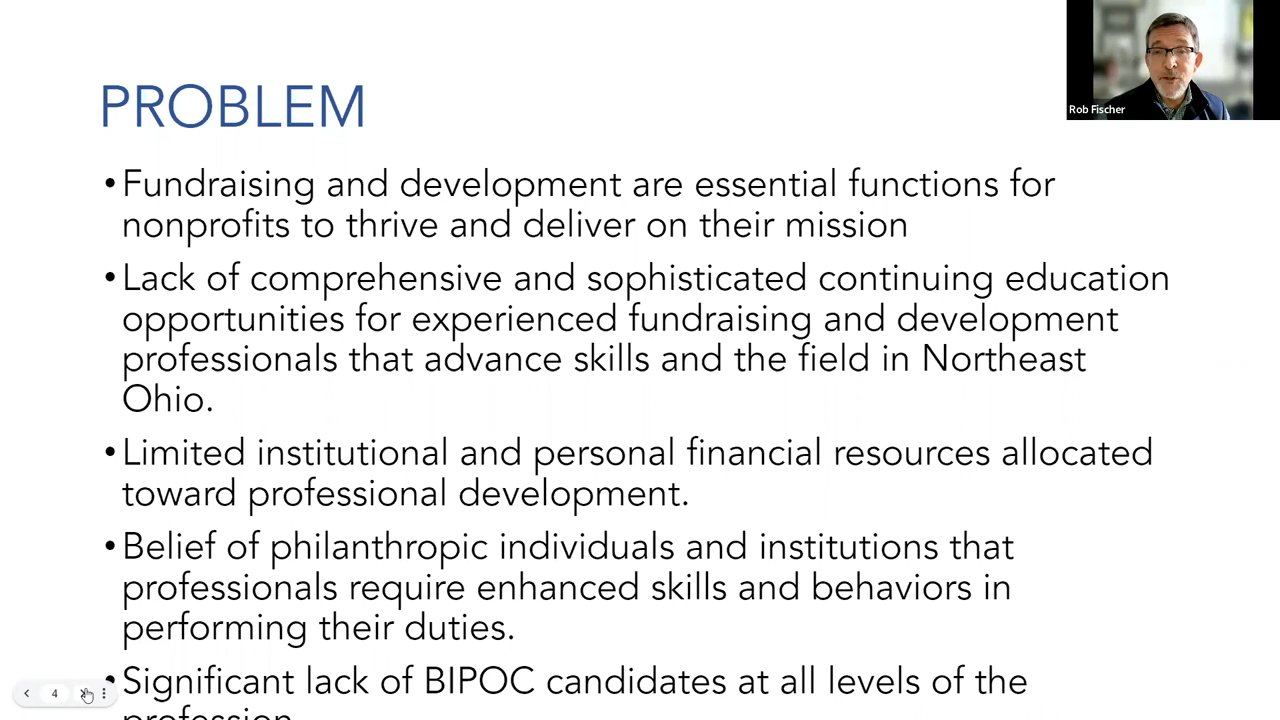 PROBLEM
Rob Fischer
•Fundraising and development are essential functions for
nonprofits to thrive and deliver on their mission
•Lack of comprehensive and sophisticated continuing education
opportunities for experienced fundraising and development
professionals that advance skills and the field in Northeast
Ohio.
•Limited institutional and personal financial resources allocated
toward professional development.
•Belief of philanthropic individuals and institutions that
professionals require enhanced skills and behaviors in
performing their duties.
•Significant lack of BIPOC candidates at all levels of the
profession
4